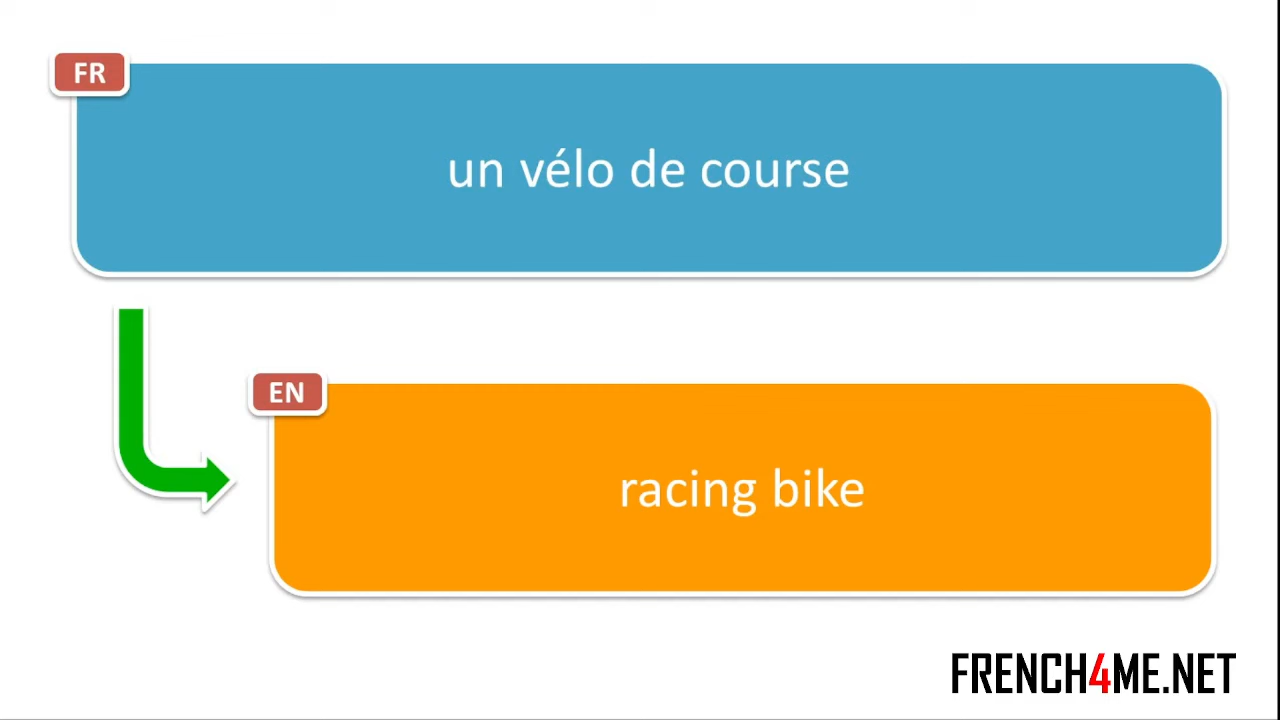 FR
un vélo de course
EN
racing bike
FRENCH4ME.NET